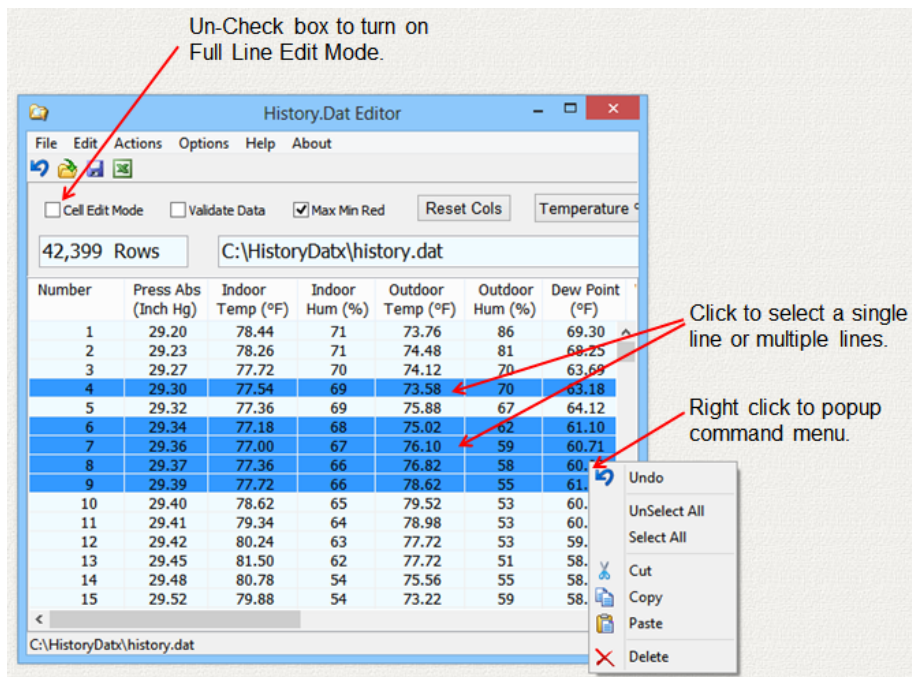 Un-Check box to turn on
Full Line Edit Mode.
History.Dat Editor
File Edit Actions Options Help About
Cell Edit Mode Validate Data Max Min Red Reset Cols Temperature
42,399 Rows C:\HistoryDatx\history.dat
Number Press Abs Indoor Indoor Outdoor Outdoor Dew Point
(Inch Hg) Temp (ºF) Hum (%) Temp (ºF) Hum (%) (ºF)
1 29.20 78.44 71 73.76 86 69.30
2 29.23 78.26 71 74.48 81 68.25
3 29.27 77.72 70 74.12 70 63.69
4 29.30 77.54 69 73.58 70 63.18
5 29.32 77.36 69 75.88 67 64.12
6 29.34 77.18 68 75.02 62 61.10
7 29.36 77.00 67 76.10 59 60.71
8 29.37 77.36 66 76.82 58 60.
9 29.39 77.72 66 78.62 55 61.
10 29.40 78.62 65 79.52 53 60.
11 29.41 79.34 64 78.98 53 60.
12 29.42 80.24 63 77.72 53 59.
13 29.45 81.50 62 77.72 51 58.
14 29.48 80.78 54 75.56 55 58.
15 29.52 79.88 54 73.22 59 58.
C:\HistoryDatx\history.dat
Click to select a single
line or multiple lines.
Right click to popup
command menu.
Undo
UnSelect All
Select All
Cut
Copy
Paste
Delete